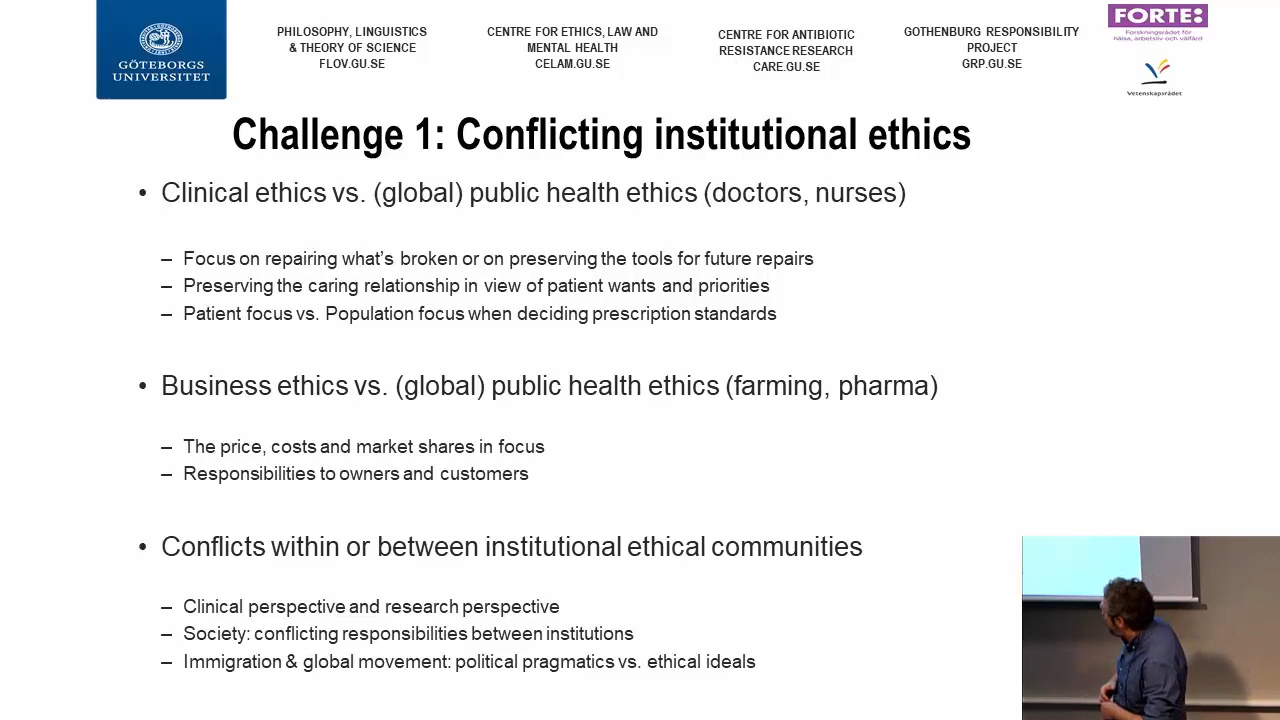 GÖTEBORGS
UNIVERSITET
PHILOSOPHY, LINGUISTICS
& THEORY OF SCIENCE
FLOV.GU.SE
CENTRE FOR ETHICS, LAW AND
MENTAL HEALTH
CELAM.GU.SE
CENTRE FOR ANTIBIOTIC
RESISTANCE RESEARCH
CARE.GU.SE
GOTHENBURG RESPONSIBILITY
PROJECT
GRP.GU.SE
FORTE:
Forskningsrådet för
hälsa, arbetsliv och välfärd
Vetenskapsrådet
Challenge 1: Conflicting institutional ethics
• Clinical ethics vs. (global) public health ethics (doctors, nurses)
– Focus on repairing what’s broken or on preserving the tools for future repairs
– Preserving the caring relationship in view of patient wants and priorities
– Patient focus vs. Population focus when deciding prescription standards
• Business ethics vs. (global) public health ethics (farming, pharma)
– The price, costs and market shares in focus
– Responsibilities to owners and customers
• Conflicts within or between institutional ethical communities
– Clinical perspective and research perspective
– Society: conflicting responsibilities between institutions
– Immigration & global movement: political pragmatics vs. ethical ideals